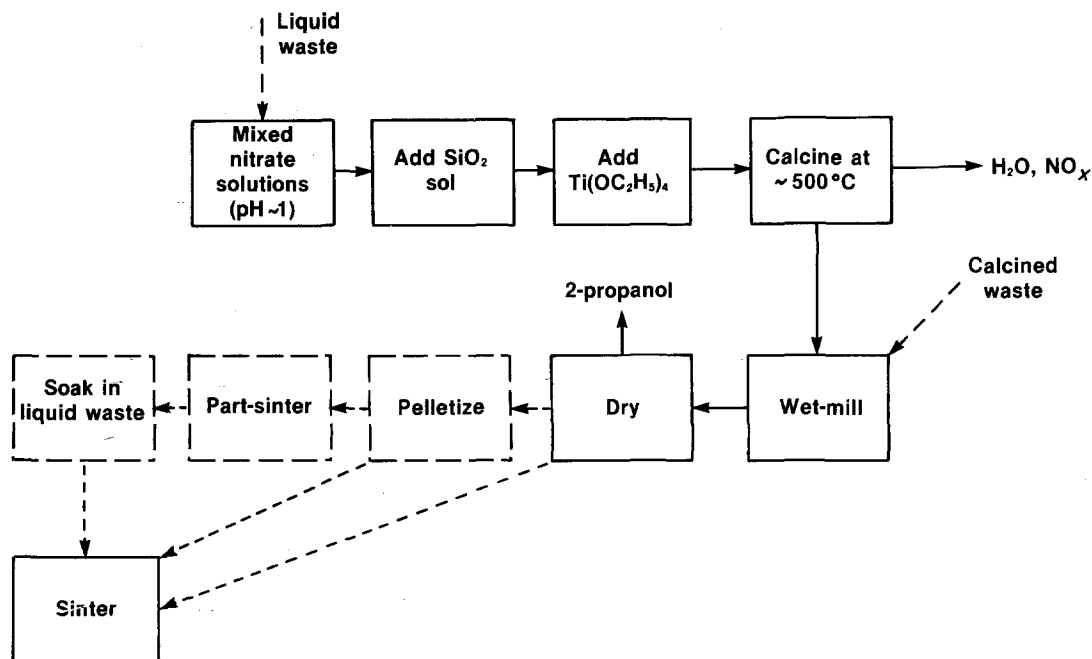 Liquid
waste
Mixed
nitrate
solutions
(pH ~1)
Add SiO₂
sol
Add
Ti(OC₂H₅)₄
Calcine at
~ 500°C
H₂O, NOₓ
Calcined
waste
2-propanol
Soak in
liquid waste
Part-sinter
Pelletize
Dry
Wet-mill
Sinter